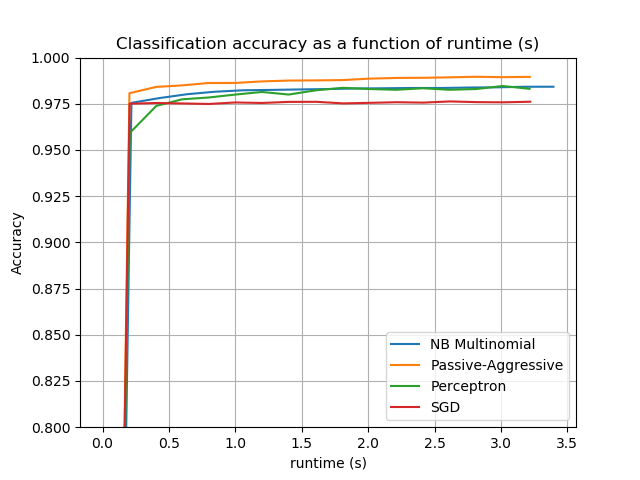 Classification accuracy as a function of runtime (s)
1.000
0.975
0.950
0.925
0.900
0.875
0.850
0.825
0.800
Accuracy
NB Multinomial
Passive-Aggressive
Perceptron
SGD
0.0 0.5 1.0 1.5 2.0 2.5 3.0 3.5
runtime (s)